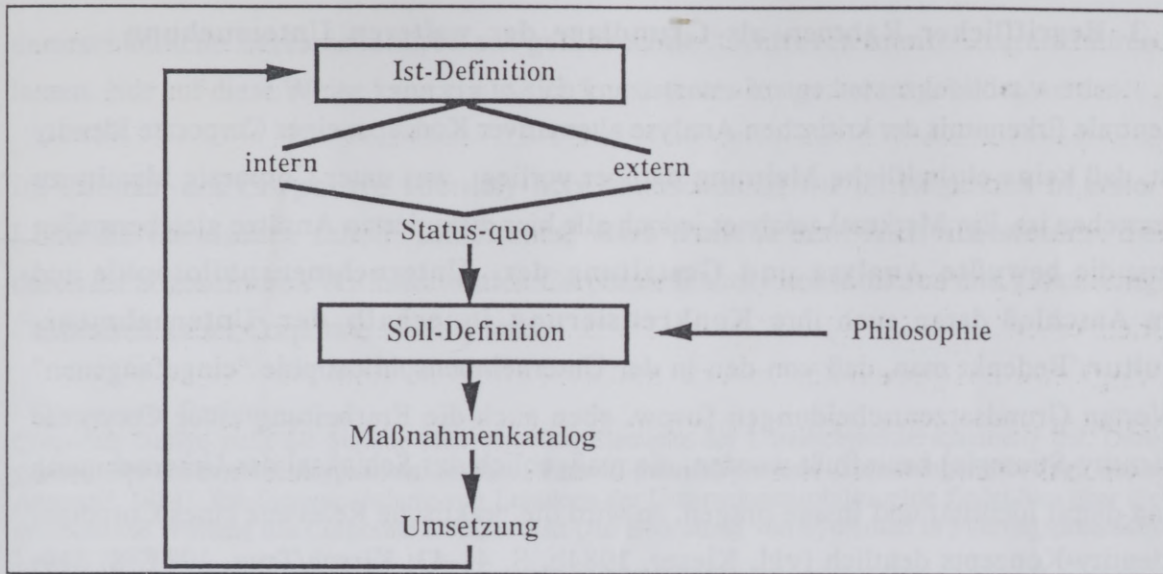 Ist-Definition
intern
extern
Status-quo
Soll-Definition
Philosophie
Maßnahmenkatalog
Umsetzung